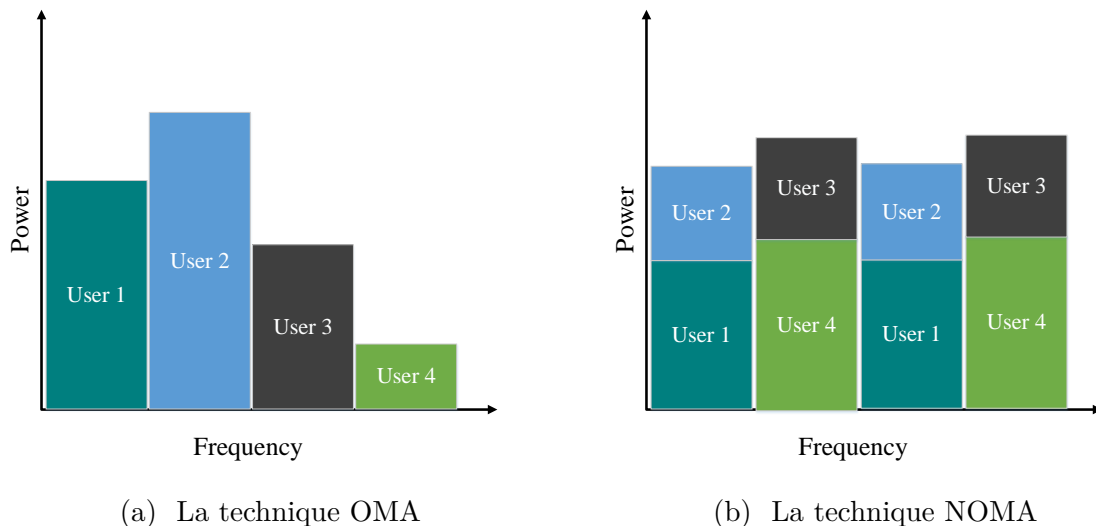 Power
User 1
User 2
User 3
User 4
Frequency
(a) La technique OMA
Power
User 2
User 1
User 3
User 4
User 2
User 1
User 3
User 4
Frequency
(b) La technique NOMA